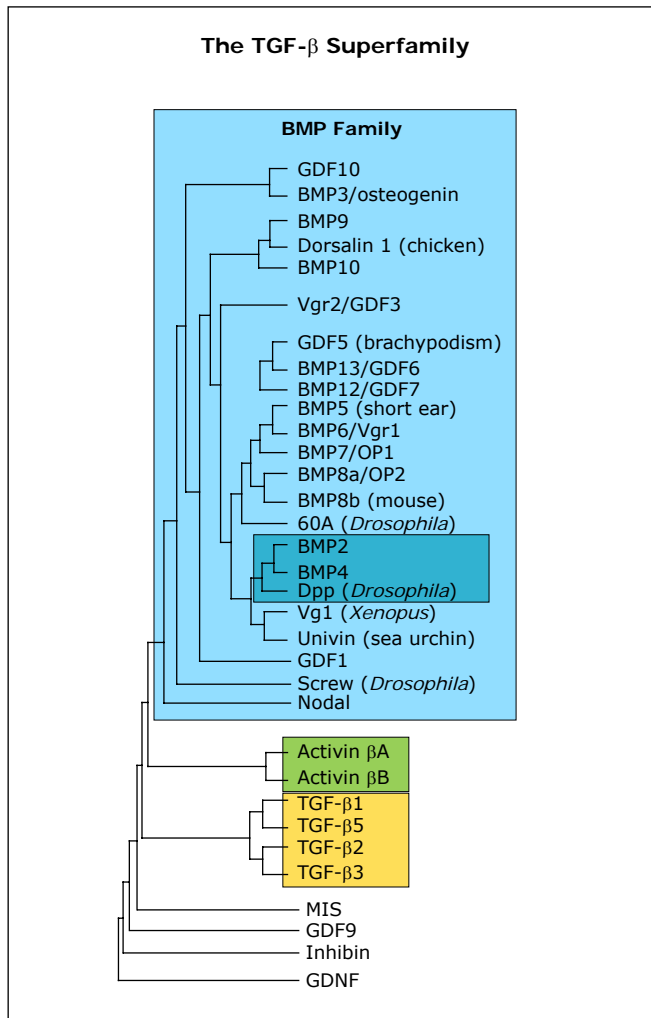 The TGF-β Superfamily
BMP Family
GDF10
BMP3/osteogenin
BMP9
Dorsalin 1 (chicken)
BMP10
Vgr2/GDF3
GDF5 (brachypodism)
BMP13/GDF6
BMP12/GDF7
BMP5 (short ear)
BMP6/Vgr1
BMP7/OP1
BMP8a/OP2
BMP8b (mouse)
60A (Drosophila)
BMP2
BMP4
Dpp (Drosophila)
Vg1 (Xenopus)
Univin (sea urchin)
GDF1
Screw (Drosophila)
Nodal
Activin βA
Activin βB
TGF-β1
TGF-β5
TGF-β2
TGF-β3
MIS
GDF9
Inhibin
GDNF